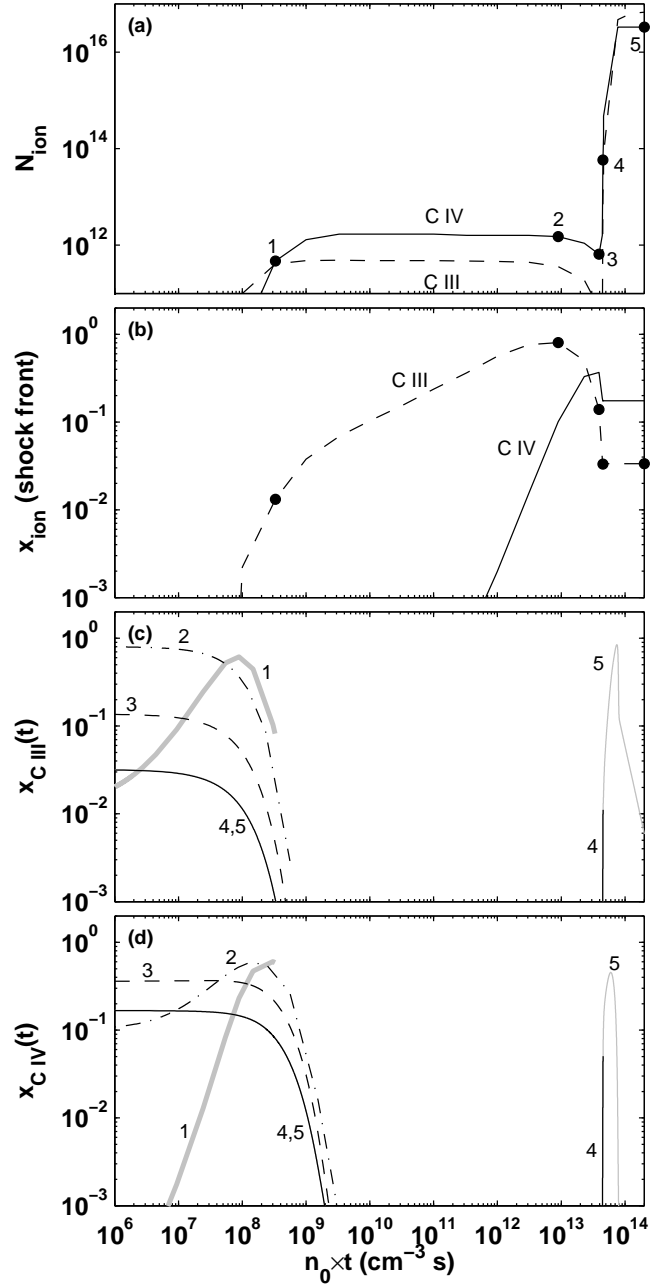 (a)
10^16
10^14
10^12
N_ion
C IV
C III
1
2
3
4
5
(b)
10^0
10^-1
10^-2
10^-3
x_ion (shock front)
C III
C IV
(c)
10^0
10^-1
10^-2
10^-3
x_C III(t)
2
1
3
4,5
5
4
(d)
10^0
10^-1
10^-2
10^-3
x_C IV(t)
3
2
1
4,5
5
4
10^6 10^7 10^8 10^9 10^10 10^11 10^12 10^13 10^14
n_0×t (cm^-3 s)